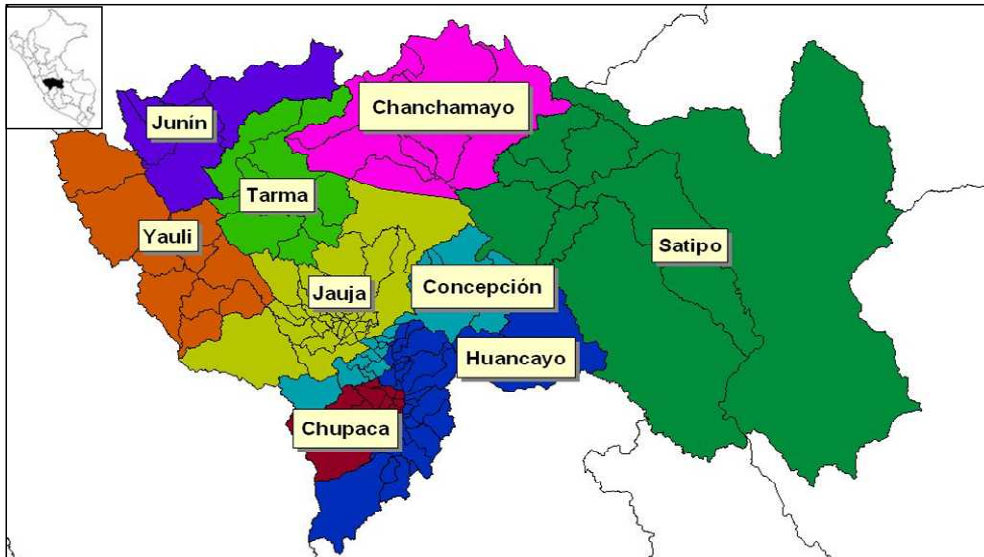 Junín
Chanchamayo
Tarma
Yauli
Satipo
Jauja
Concepción
Huancayo
Chupaca